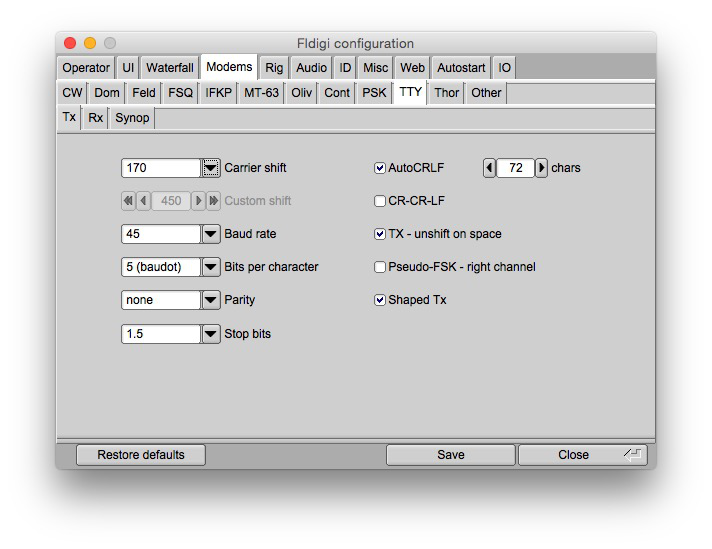 Fldigi configuration
Operator UI Waterfall Modems Rig Audio ID Misc Web Autostart IO
CW Dom Feld FSQ IFKP MT-63 Oliv Cont PSK TTY Thor Other
Tx Rx Synop
170 Carrier shift AutoCRLF 72 chars
450 Custom shift CR-CR-LF
45 Baud rate TX - unshift on space
5 (baudot) Bits per character Pseudo-FSK - right channel
none Parity Shaped Tx
1.5 Stop bits
Restore defaults Save Close